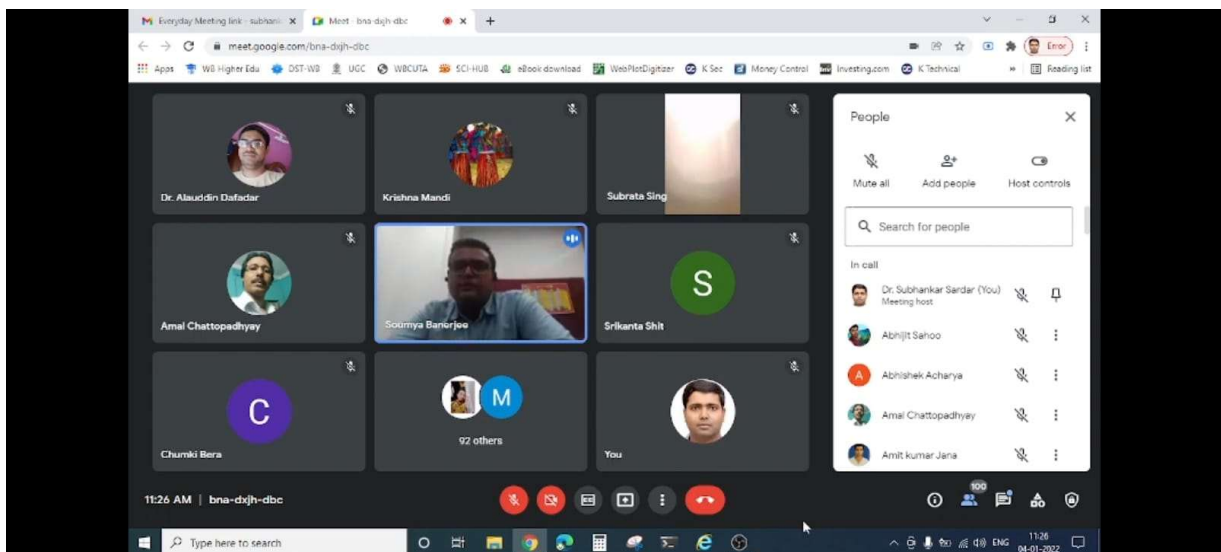 Everyday Meeting link - subhank
Meet - bna-dxjh-dbc
meet.google.com/bna-dxjh-dbc
Error
Apps WB Higher Edu DST-WB UGC WBCUTA SCI-HUB eBook download WebPlotDigitizer K Sec Money Control Investing.com K Technical » Reading list
Dr. Alauddin Dafadar
Krishna Mandi
Subrata Sing
Amal Chattopadhyay
Soumya Banerjee
S
Srikanta Shit
C
Chumki Bera
M
92 others
You
People
Mute all
Add people
Host controls
Search for people
In call
Dr. Subhankar Sardar (You)
Meeting host
Abhijit Sahoo
A
Abhishek Acharya
Amal Chattopadhyay
Amit kumar Jana
11:26 AM | bna-dxjh-dbc
100
Type here to search
ENG
11:26
04-01-2022